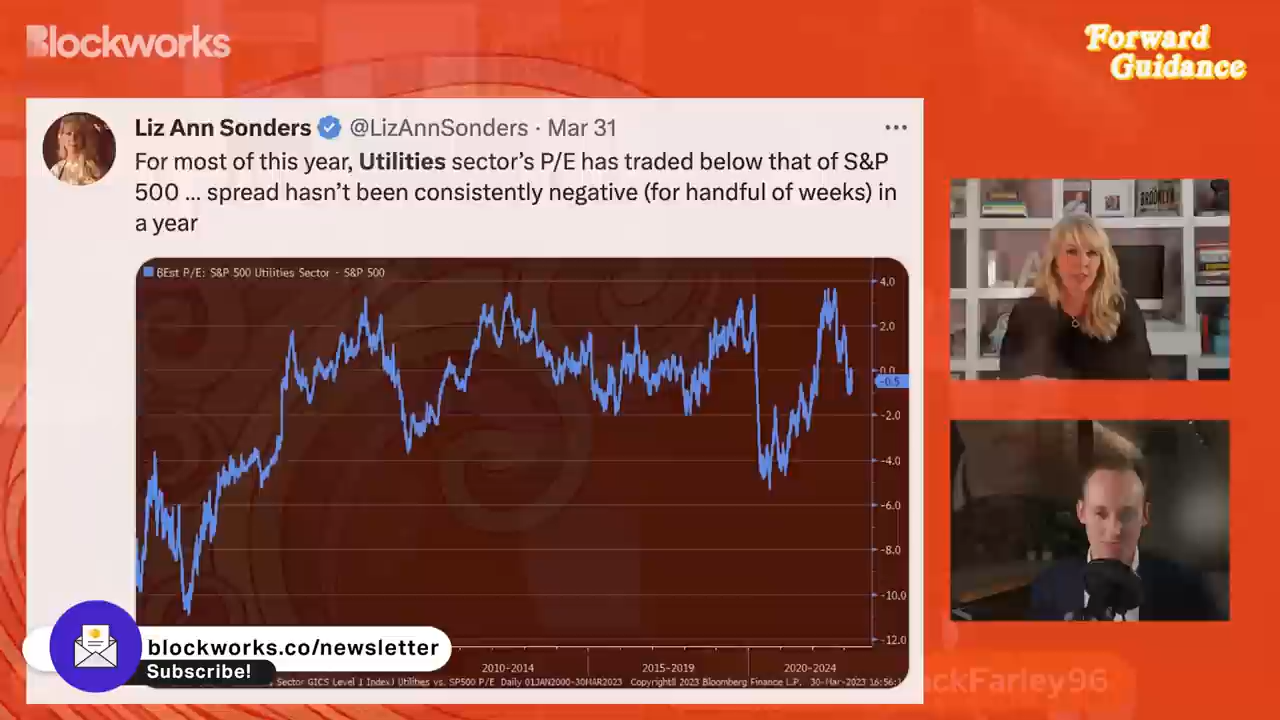 Blockworks
Forward
Guidance
Liz Ann Sonders @LizAnnSonders · Mar 31
For most of this year, Utilities sector's P/E has traded below that of S&P
500 ... spread hasn't been consistently negative (for handful of weeks) in
a year
BEst P/E: S&P 500 Utilities Sector - S&P 500
4.0
2.0
0.0
-0.5
-2.0
-4.0
-6.0
-8.0
-10.0
-12.0
BROOKLYN
blockworks.co/newsletter
Subscribe!
2010-2014
2015-2019
2020-2024
Sector GICS Level 1 Index) Utilities vs. SP500 P/E Daily 01JAN2000-30MAR2023 Copyright© 2023 Bloomberg Finance L.P. 30-Mar-2023 16:56:
ackFarley96